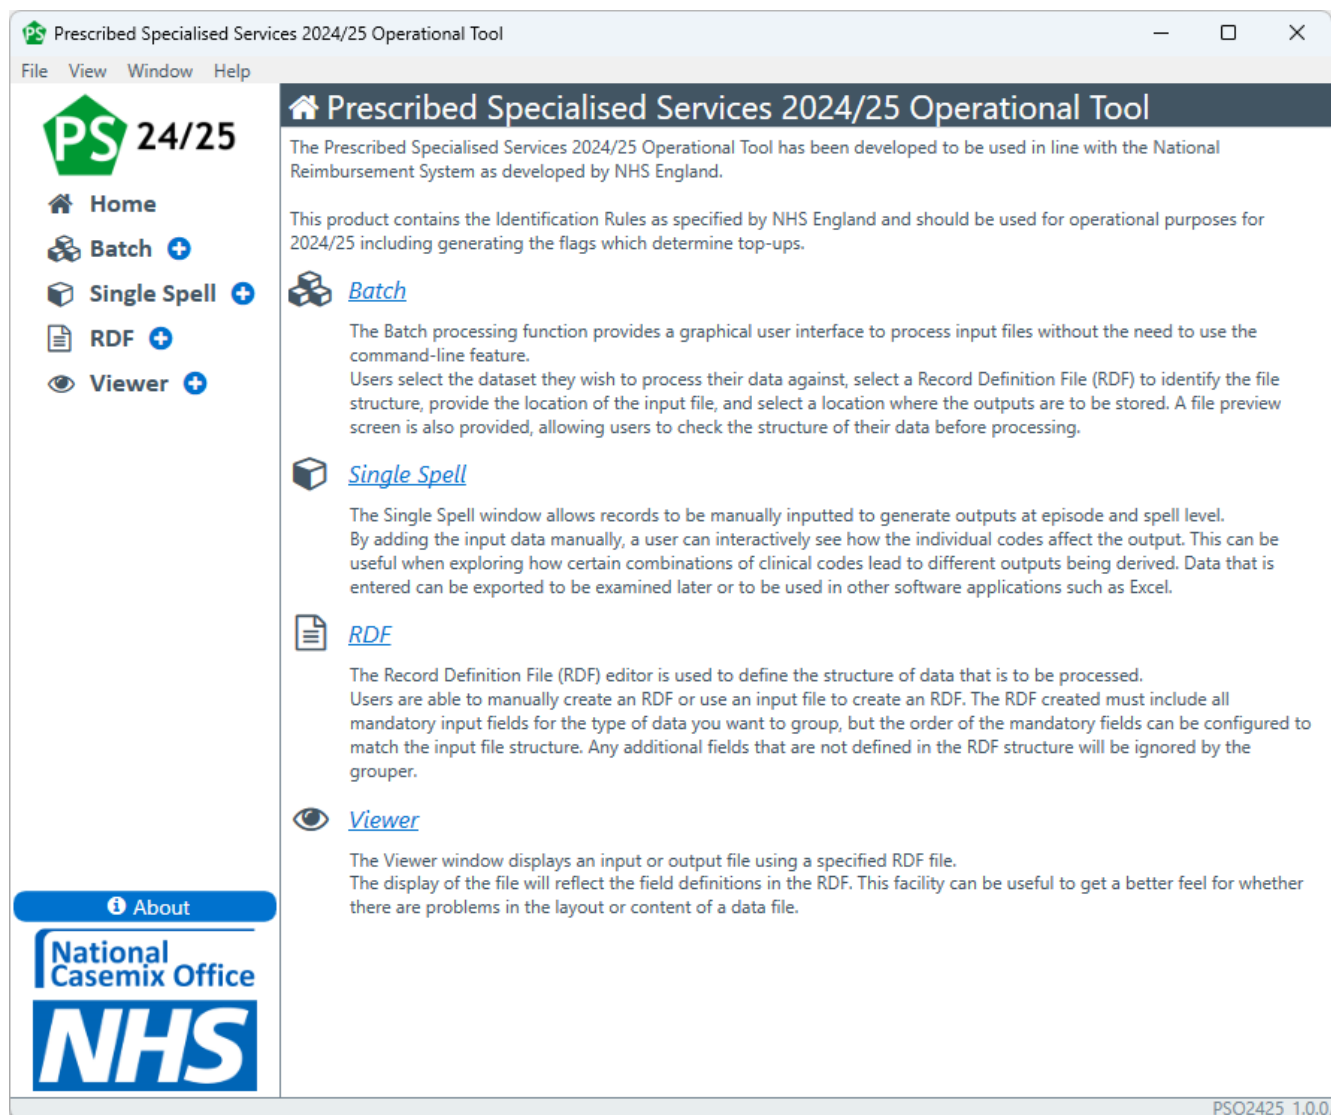 Prescribed Specialised Services 2024/25 Operational Tool
File View Window Help
PS 24/25
Home
Batch
Single Spell
RDF
Viewer
About
National
Casemix Office
NHS
Prescribed Specialised Services 2024/25 Operational Tool
The Prescribed Specialised Services 2024/25 Operational Tool has been developed to be used in line with the National
Reimbursement System as developed by NHS England.
This product contains the Identification Rules as specified by NHS England and should be used for operational purposes for
2024/25 including generating the flags which determine top-ups.
Batch
The Batch processing function provides a graphical user interface to process input files without the need to use the
command-line feature.
Users select the dataset they wish to process their data against, select a Record Definition File (RDF) to identify the file
structure, provide the location of the input file, and select a location where the outputs are to be stored. A file preview
screen is also provided, allowing users to check the structure of their data before processing.
Single Spell
The Single Spell window allows records to be manually inputted to generate outputs at episode and spell level.
By adding the input data manually, a user can interactively see how the individual codes affect the output. This can be
useful when exploring how certain combinations of clinical codes lead to different outputs being derived. Data that is
entered can be exported to be examined later or to be used in other software applications such as Excel.
RDF
The Record Definition File (RDF) editor is used to define the structure of data that is to be processed.
Users are able to manually create an RDF or use an input file to create an RDF. The RDF created must include all
mandatory input fields for the type of data you want to group, but the order of the mandatory fields can be configured to
match the input file structure. Any additional fields that are not defined in the RDF structure will be ignored by the
grouper.
Viewer
The Viewer window displays an input or output file using a specified RDF file.
The display of the file will reflect the field definitions in the RDF. This facility can be useful to get a better feel for whether
there are problems in the layout or content of a data file.
PSO2425 1.0.0